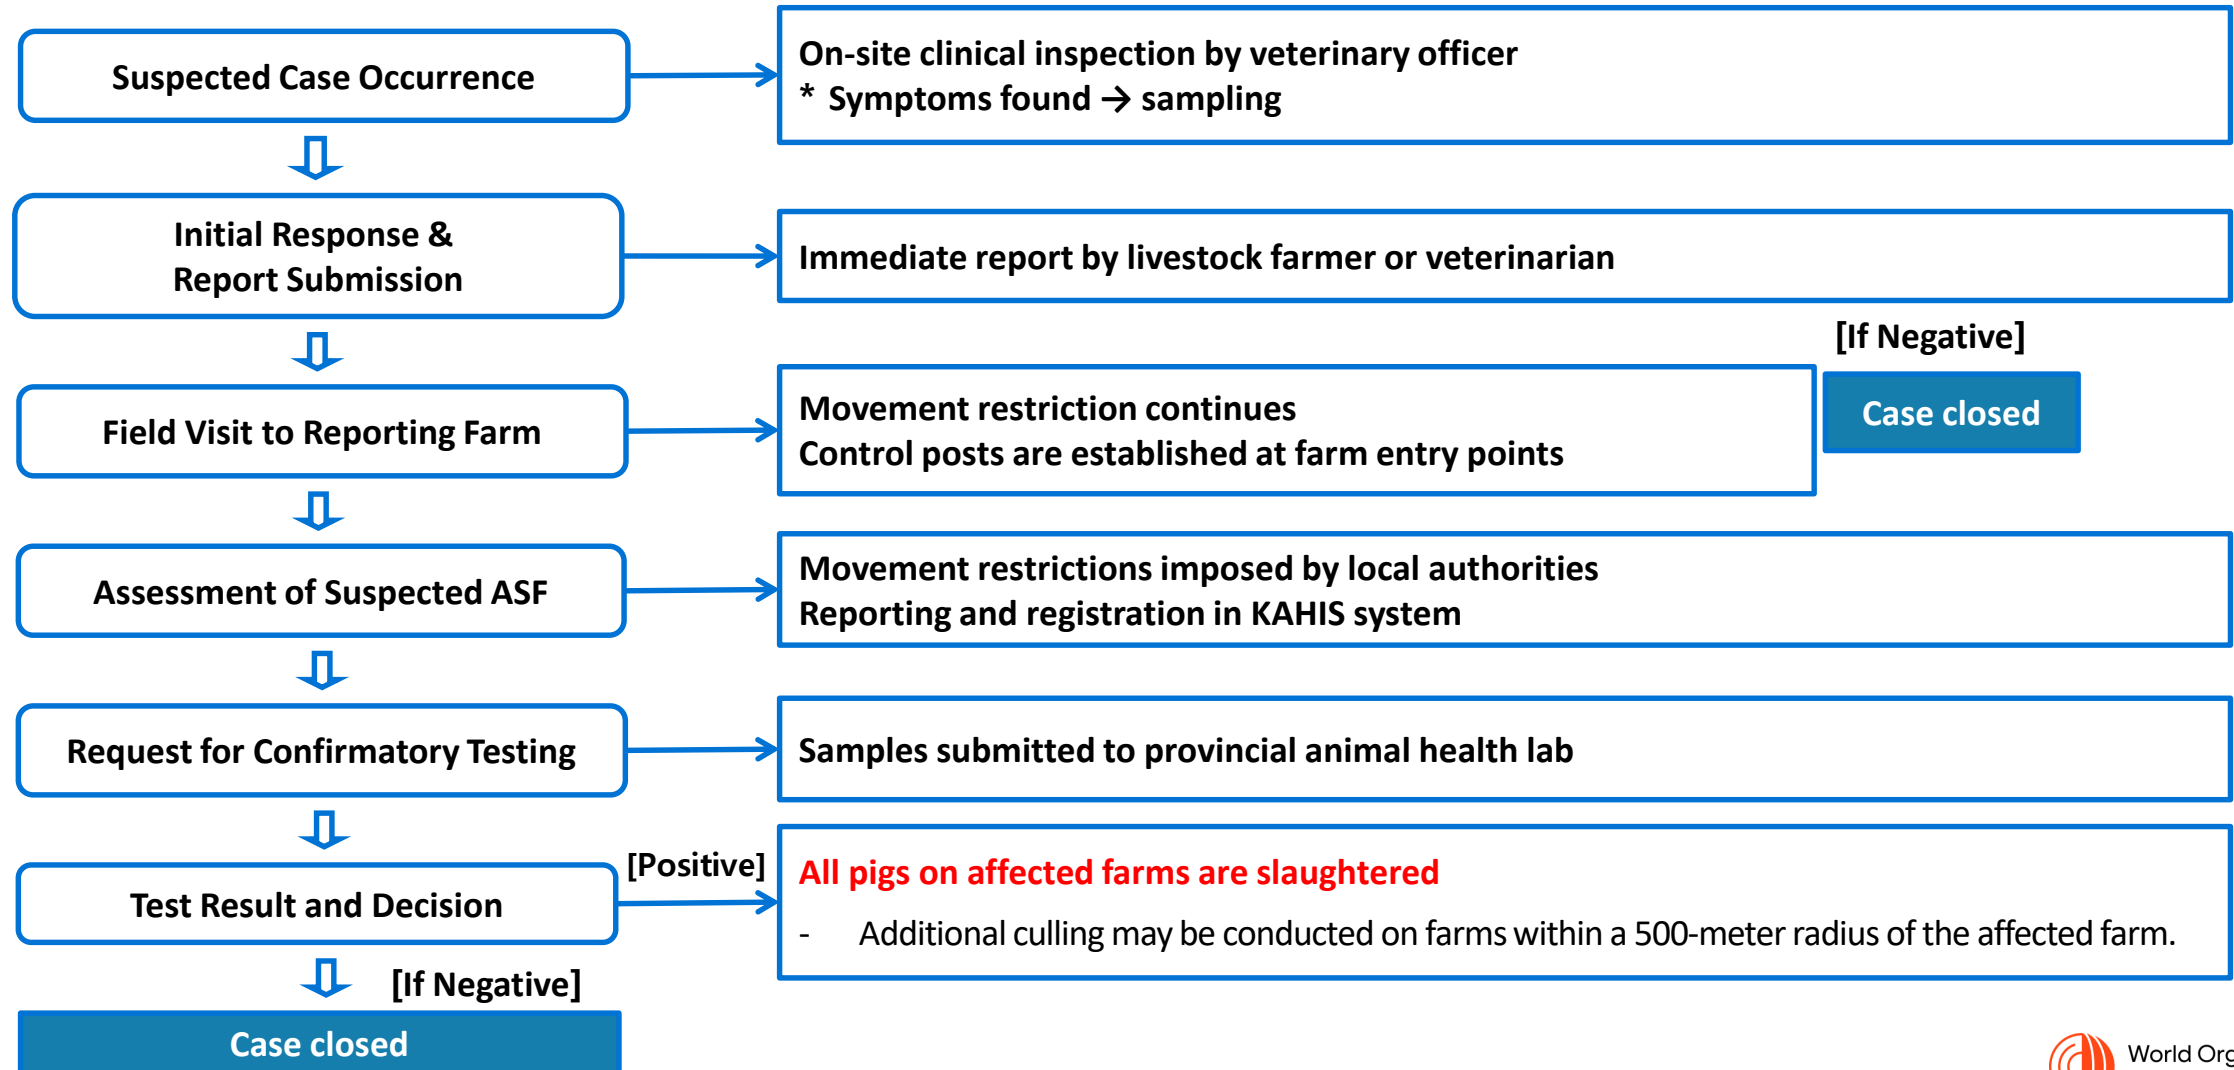 Suspected Case Occurrence
On-site clinical inspection by veterinary officer
* Symptoms found → sampling
Initial Response &
Report Submission
Immediate report by livestock farmer or veterinarian
[If Negative]
Field Visit to Reporting Farm
Movement restriction continues
Control posts are established at farm entry points
Case closed
Assessment of Suspected ASF
Movement restrictions imposed by local authorities
Reporting and registration in KAHIS system
Request for Confirmatory Testing
Samples submitted to provincial animal health lab
Test Result and Decision
[Positive]
All pigs on affected farms are slaughtered
- Additional culling may be conducted on farms within a 500-meter radius of the affected farm.
[If Negative]
Case closed
World Org